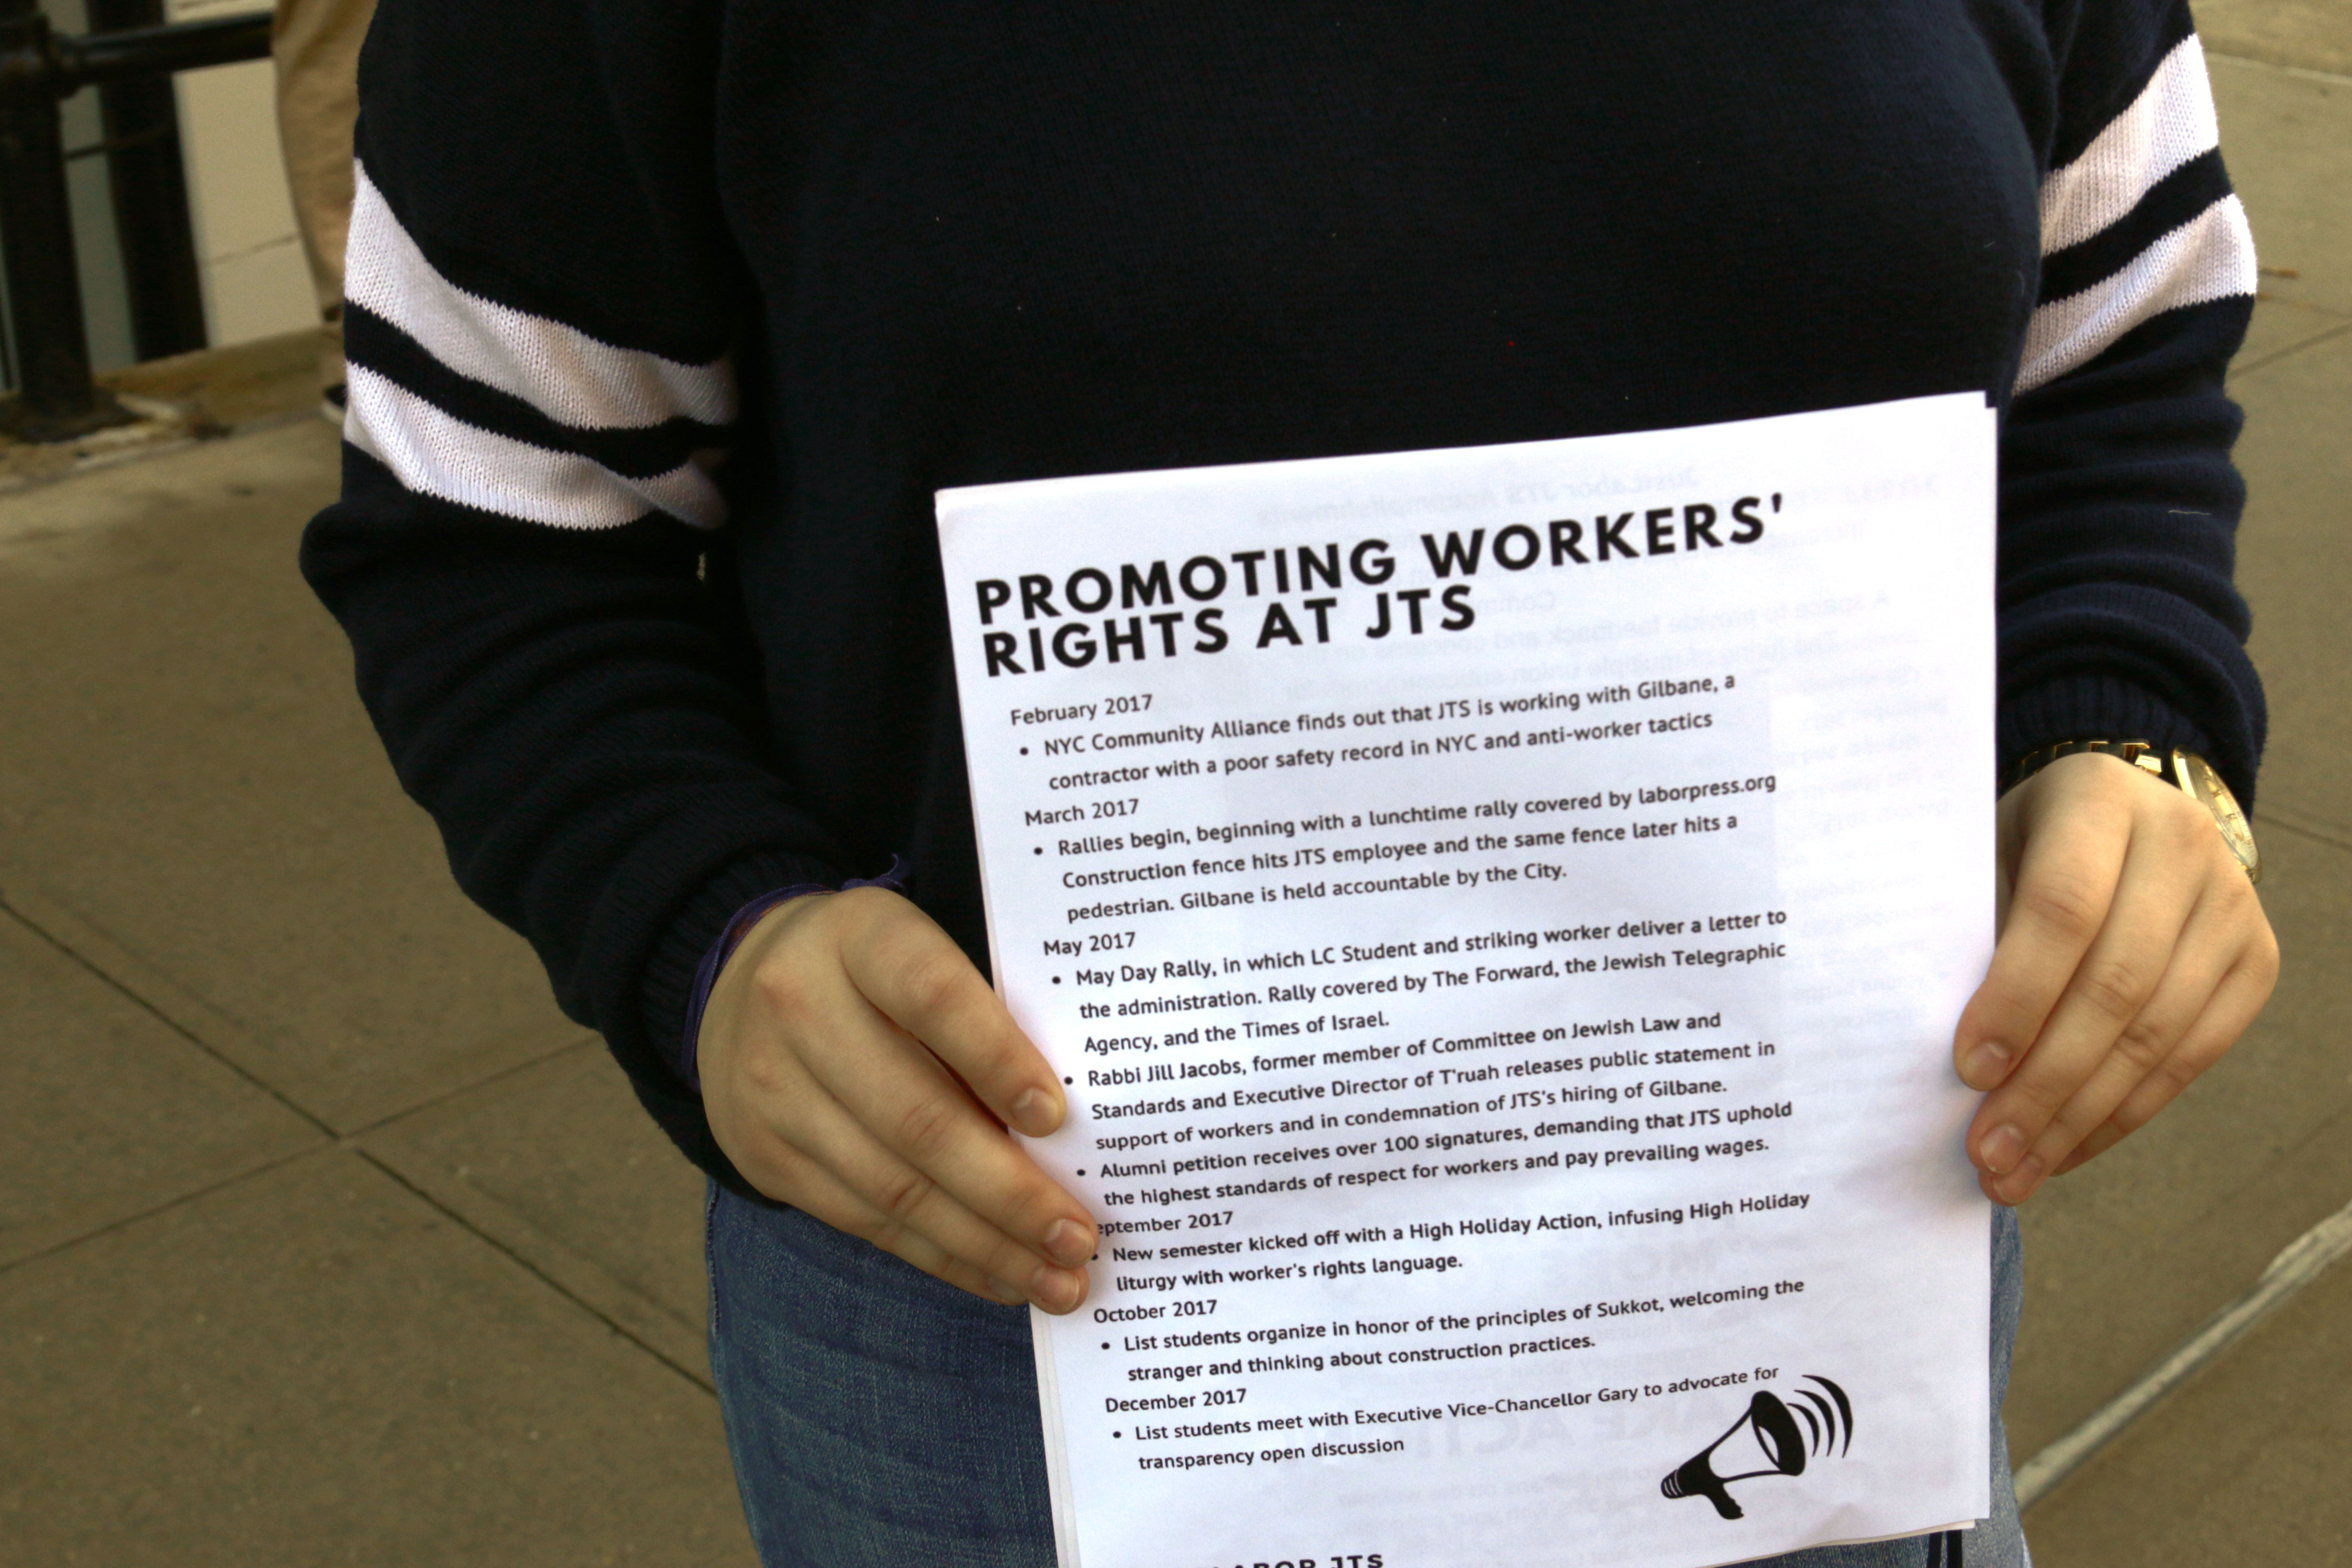 PROMOTING WORKERS'
RIGHTS AT JTS
February 2017
• NYC Community Alliance finds out that JTS is working with Gilbane, a
contractor with a poor safety record in NYC and anti-worker tactics
March 2017
• Rallies begin, beginning with a lunchtime rally covered by laborpress.org
Construction fence hits JTS employee and the same fence later hits a
pedestrian. Gilbane is held accountable by the City.
May 2017
• May Day Rally, in which LC Student and striking worker deliver a letter to
the administration. Rally covered by The Forward, the Jewish Telegraphic
Agency, and the Times of Israel.
• Rabbi Jill Jacobs, former member of Committee on Jewish Law and
Standards and Executive Director of T'ruah releases public statement in
support of workers and in condemnation of JTS's hiring of Gilbane.
• Alumni petition receives over 100 signatures, demanding that JTS uphold
the highest standards of respect for workers and pay prevailing wages.
eptember 2017
• New semester kicked off with a High Holiday Action, infusing High Holiday
liturgy with worker's rights language.
October 2017
• List students organize in honor of the principles of Sukkot, welcoming the
stranger and thinking about construction practices.
December 2017
• List students meet with Executive Vice-Chancellor Gary to advocate for
transparency open discussion
LABOR JTS